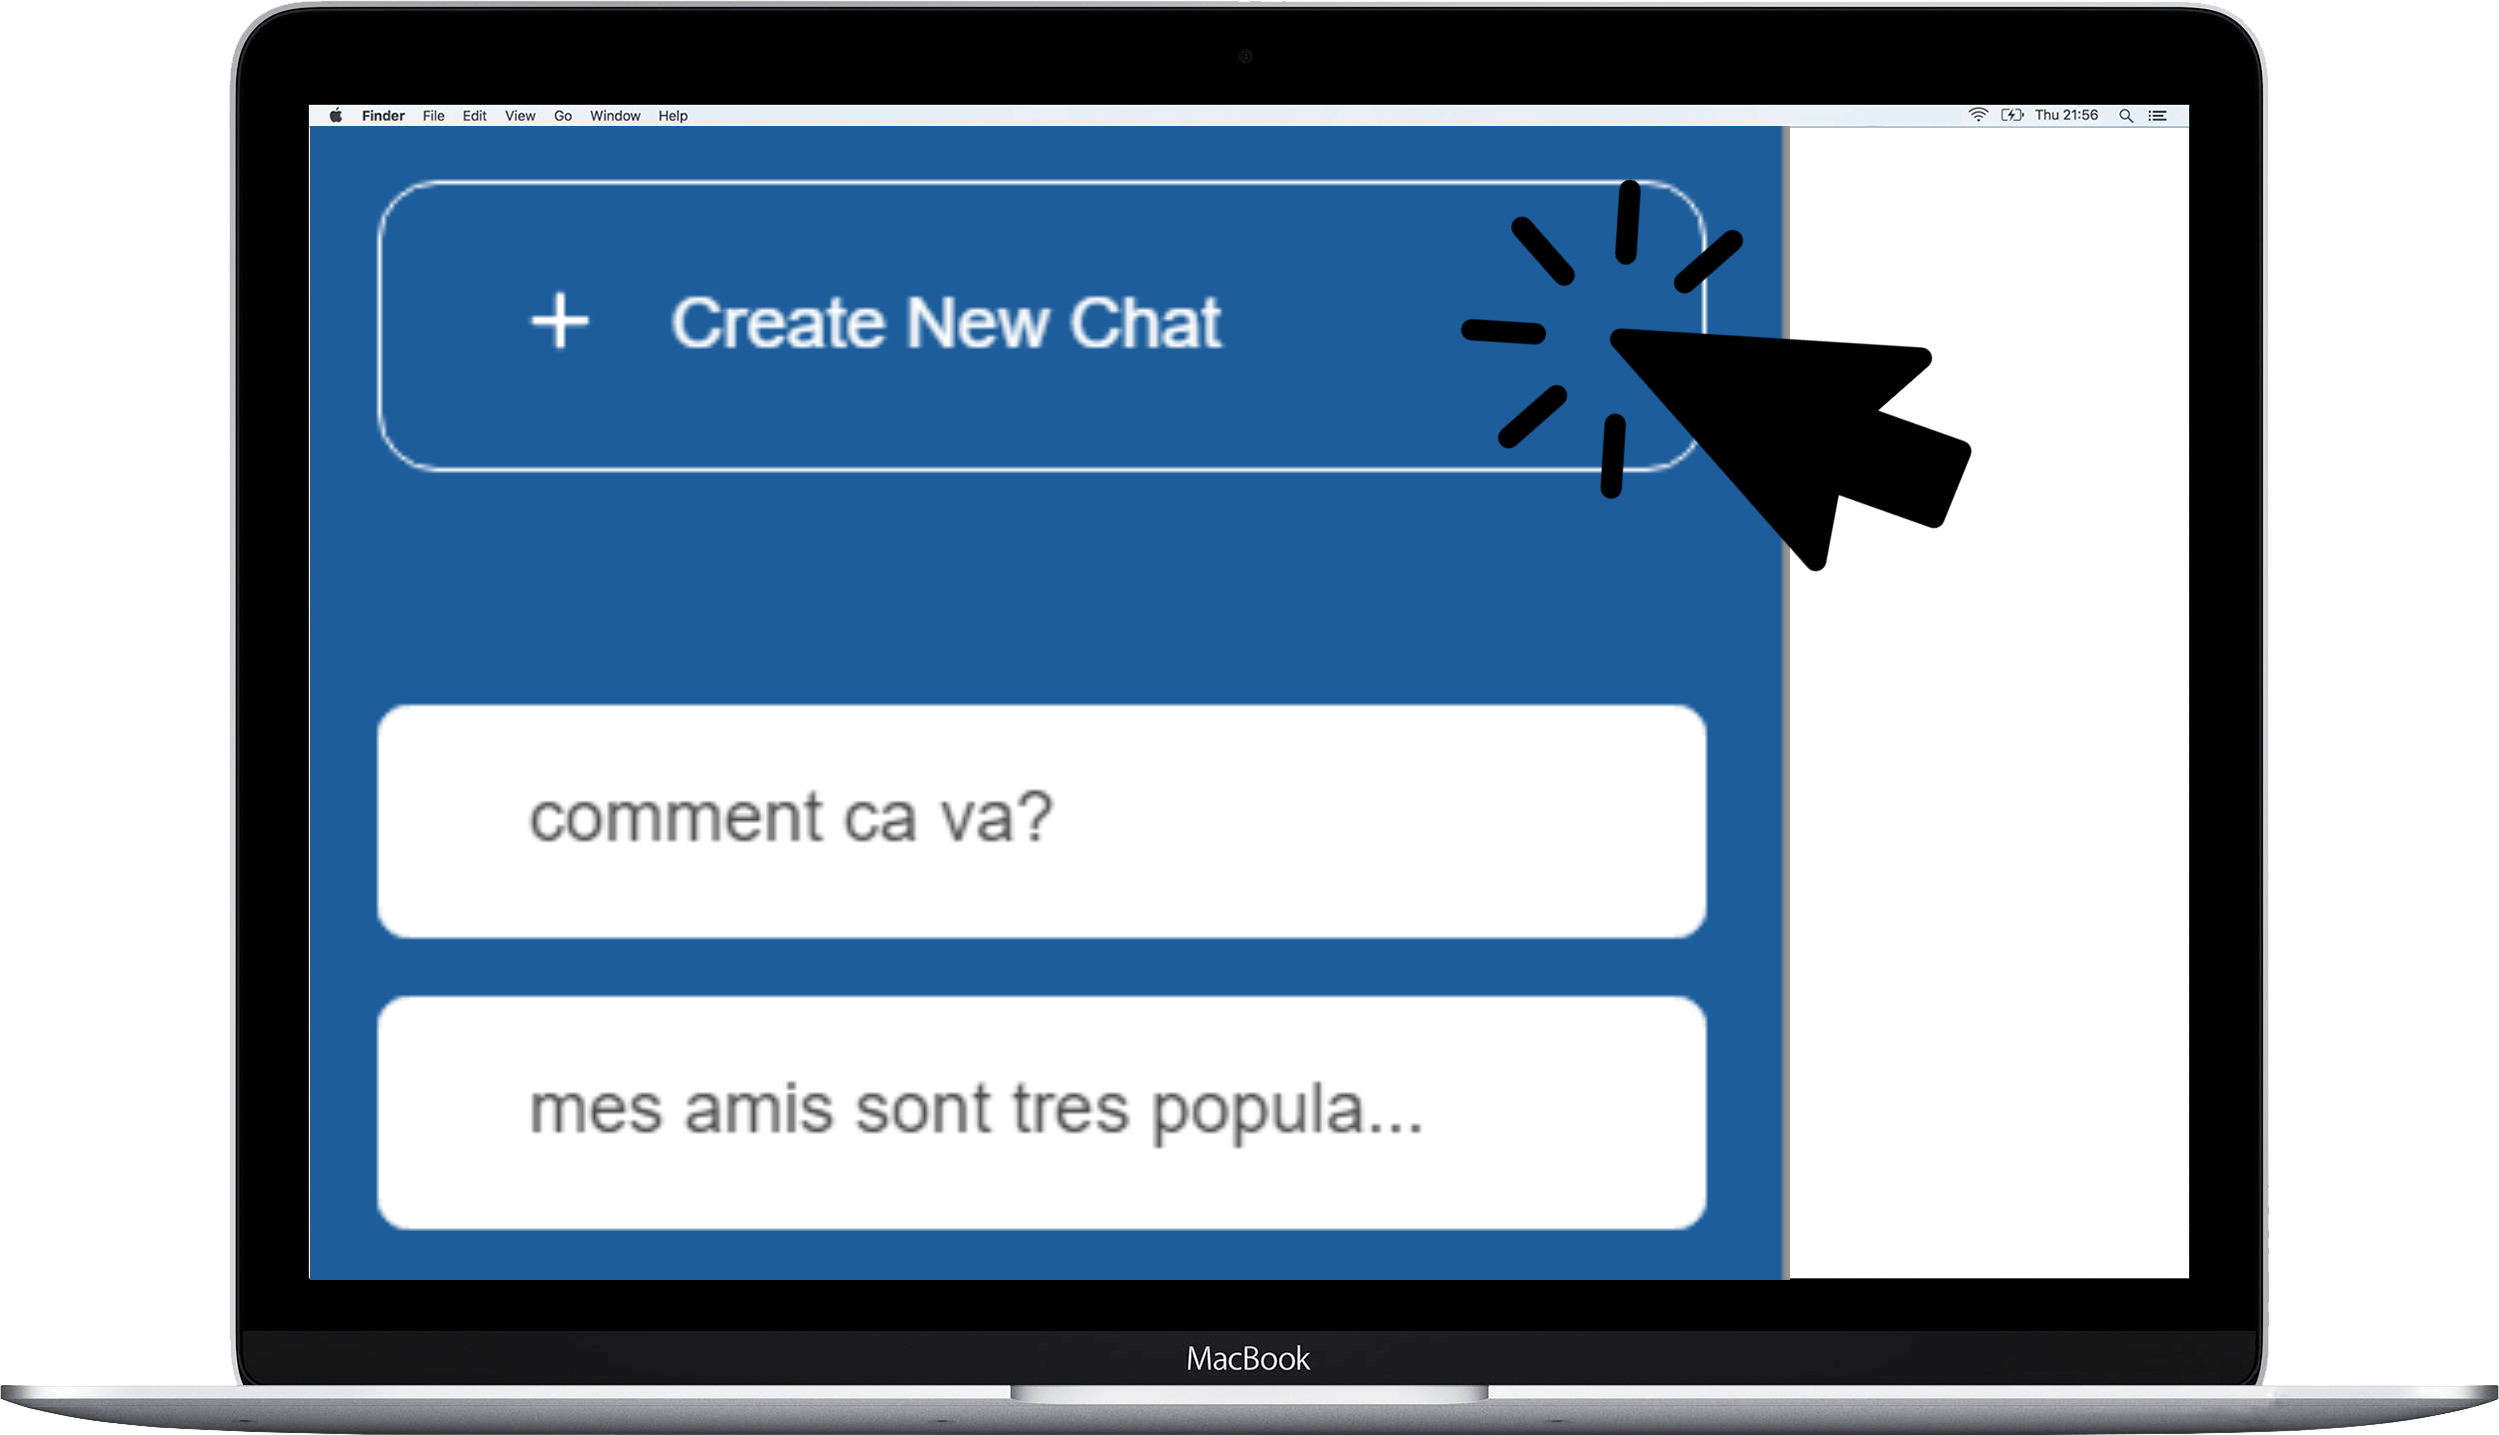 Finder File Edit View Go Window Help Thu 21:56
+ Create New Chat
comment ca va?
mes amis sont tres popula...
MacBook